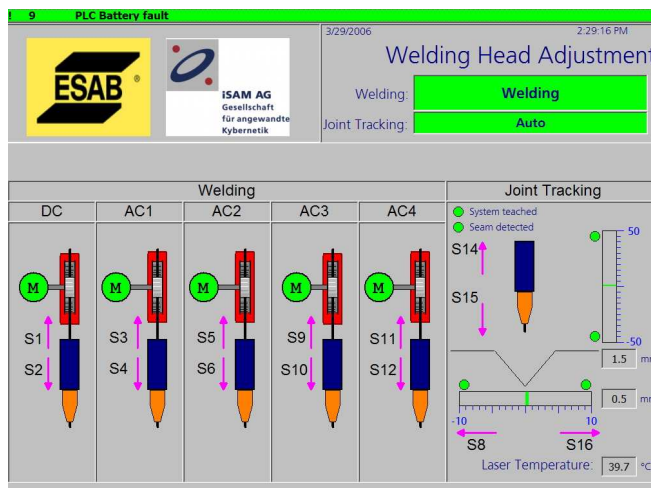 ! 9 PLC Battery fault
3/29/2006 2:29:16 PM
Welding Head Adjustment
ESAB ®
iSAM AG
Gesellschaft
für angewandte
Kybernetik
Welding: Welding
Joint Tracking: Auto
Welding Joint Tracking
DC AC1 AC2 AC3 AC4
System teached
Seam detected
M M M M M
S14
50
S15
S1 S3 S5 S9 S11
S2 S4 S6 S10 S12
-50
1.5 mm
0.5 mm
-10 10
S8 S16
Laser Temperature: 39.7 °C